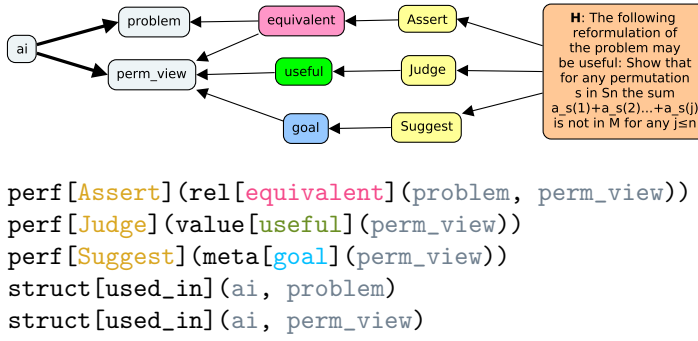 ai
problem
perm_view
equivalent
useful
goal
Assert
Judge
Suggest
H: The following
reformulation of
the problem may
be useful: Show that
for any permutation
s in Sn the sum
a_s(1)+a_s(2)...+a_s(j)
is not in M for any j≤n
perf[Assert](rel[equivalent](problem, perm_view))
perf[Judge](value[useful](perm_view))
perf[Suggest](meta[goal](perm_view))
struct[used_in](ai, problem)
struct[used_in](ai, perm_view)